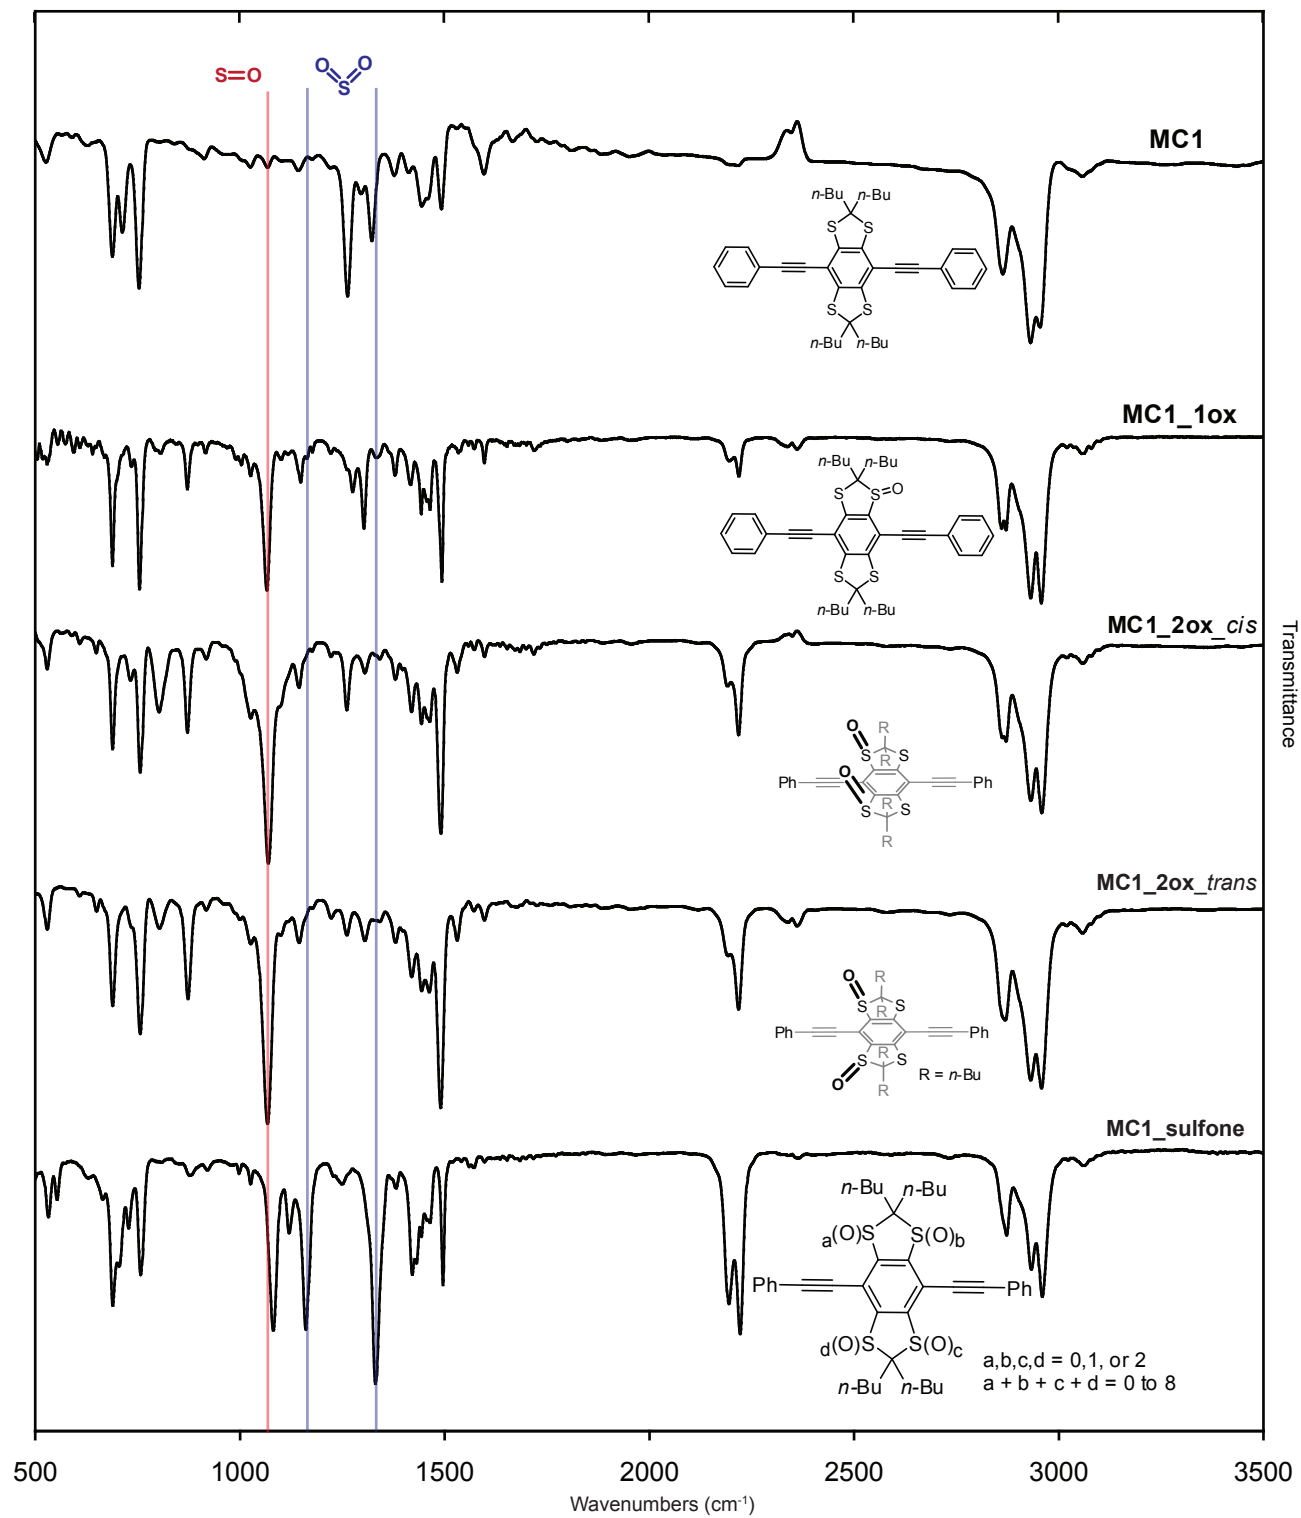 S=O
O O
S
MC1
n-Bu n-Bu
S S
S S
n-Bu n-Bu
MC1_1ox
n-Bu n-Bu
S S=O
S S
n-Bu n-Bu
MC1_2ox_cis
O R
S R S
O
Ph Ph
S R S
R
MC1_2ox_trans
O R
S R S
Ph Ph
S R S
O R
R = n-Bu
MC1_sulfone
n-Bu n-Bu
a(O)S S(O)b
Ph Ph
d(O)S S(O)c
n-Bu n-Bu
a,b,c,d = 0,1, or 2
a + b + c + d = 0 to 8
Transmittance
500 1000 1500 2000 2500 3000 3500
Wavenumbers (cm-1)